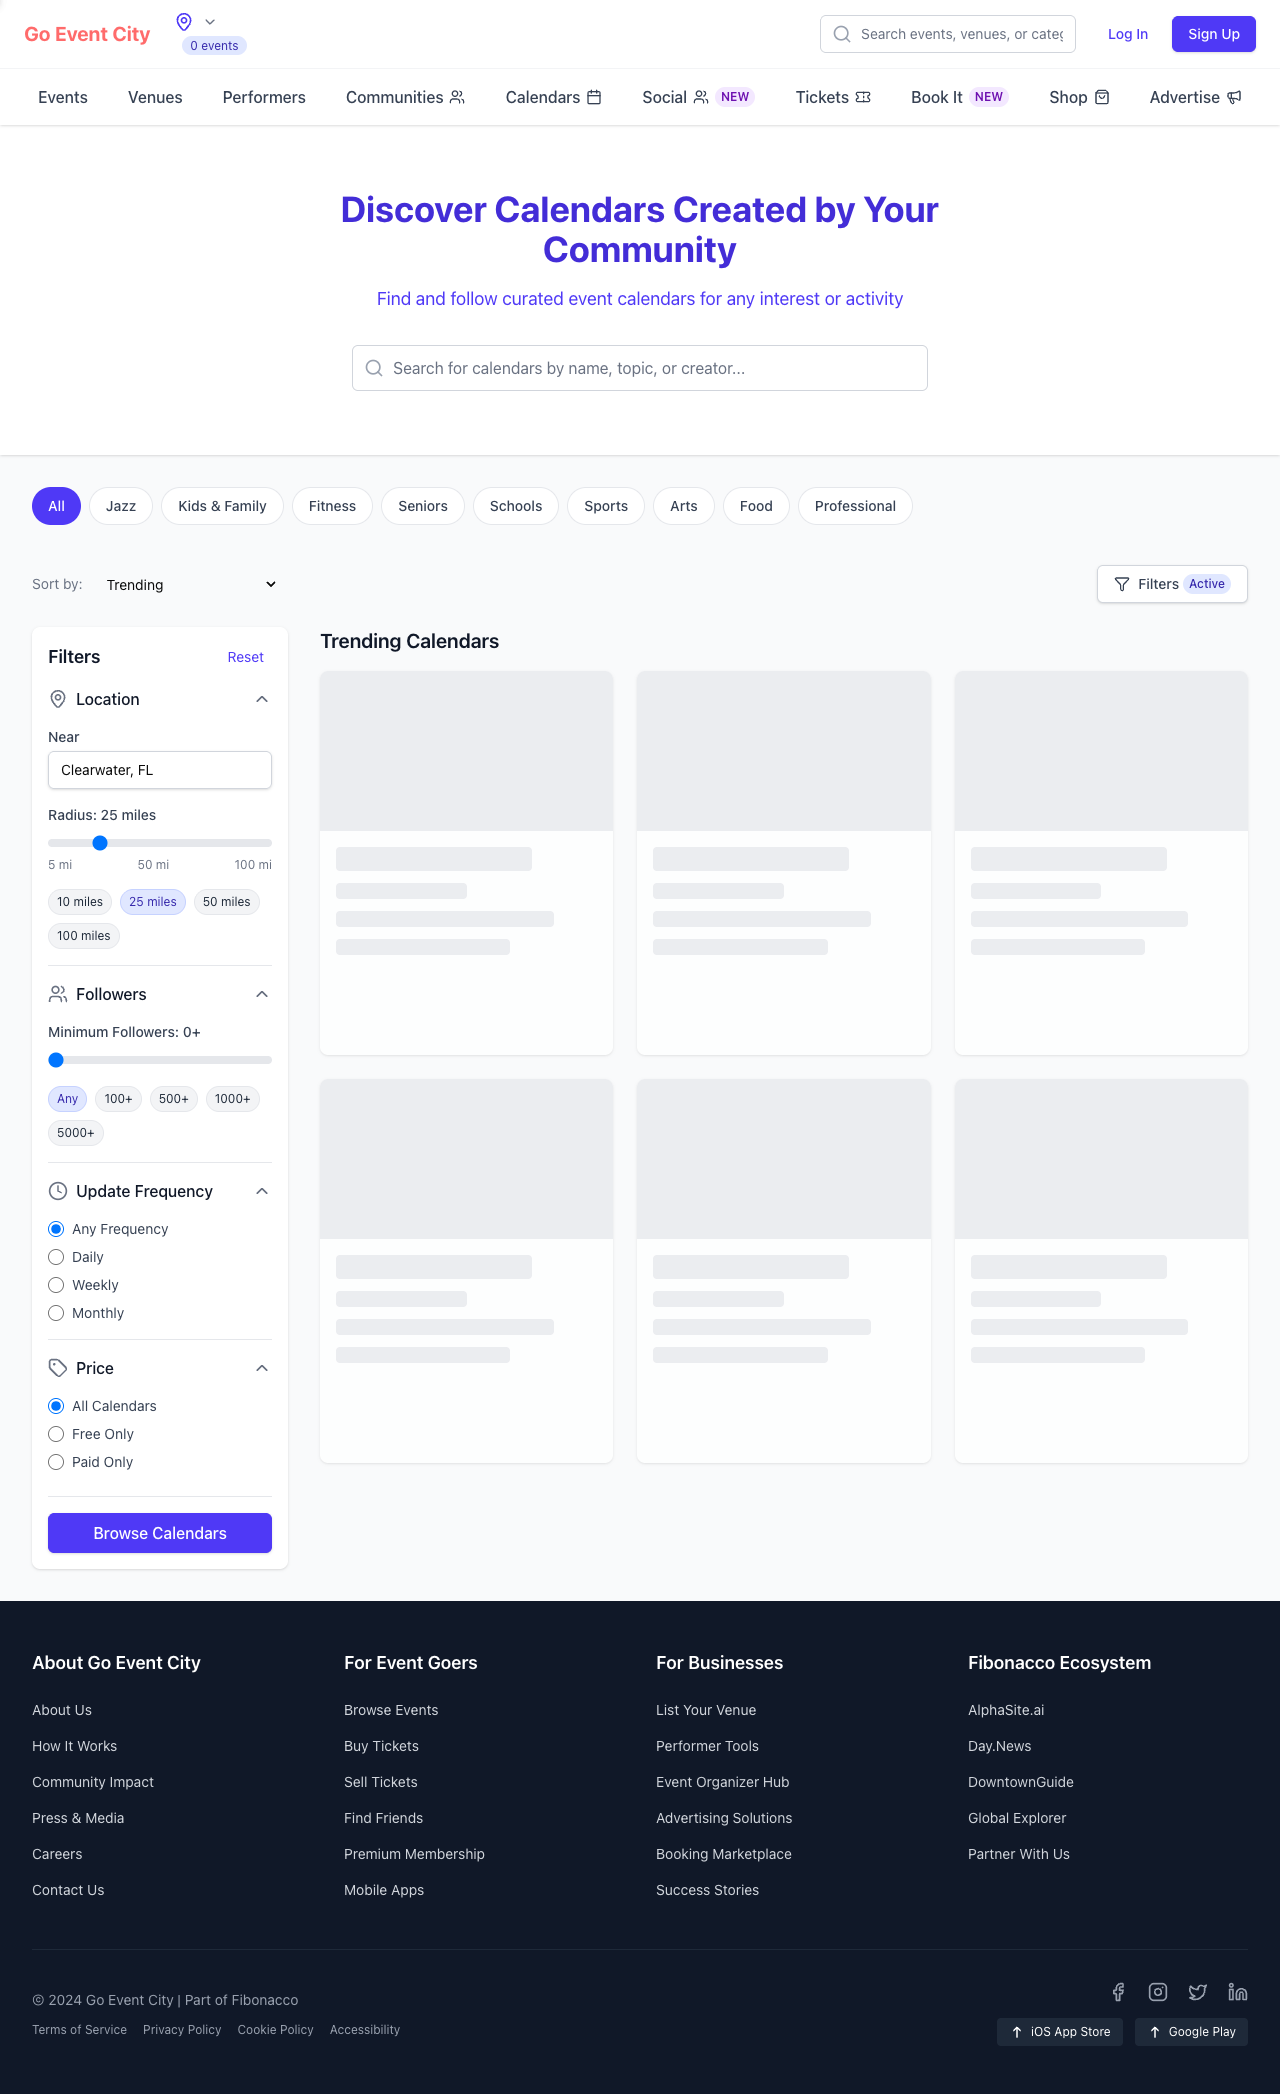 Go Event City
0 events
Search events, venues, or categ
Log In
Sign Up
Events
Venues
Performers
Communities
Calendars
Social NEW
Tickets
Book It NEW
Shop
Advertise
Discover Calendars Created by Your
Community
Find and follow curated event calendars for any interest or activity
Search for calendars by name, topic, or creator...
All
Jazz
Kids & Family
Fitness
Seniors
Schools
Sports
Arts
Food
Professional
Sort by:
Trending
Filters Active
Filters
Reset
Location
Near
Clearwater, FL
Radius: 25 miles
5 mi
50 mi
100 mi
10 miles
25 miles
50 miles
100 miles
Followers
Minimum Followers: 0+
Any
100+
500+
1000+
5000+
Update Frequency
Any Frequency
Daily
Weekly
Monthly
Price
All Calendars
Free Only
Paid Only
Browse Calendars
Trending Calendars
About Go Event City
About Us
How It Works
Community Impact
Press & Media
Careers
Contact Us
For Event Goers
Browse Events
Buy Tickets
Sell Tickets
Find Friends
Premium Membership
Mobile Apps
For Businesses
List Your Venue
Performer Tools
Event Organizer Hub
Advertising Solutions
Booking Marketplace
Success Stories
Fibonacco Ecosystem
AlphaSite.ai
Day.News
DowntownGuide
Global Explorer
Partner With Us
© 2024 Go Event City | Part of Fibonacco
Terms of Service
Privacy Policy
Cookie Policy
Accessibility
iOS App Store
Google Play